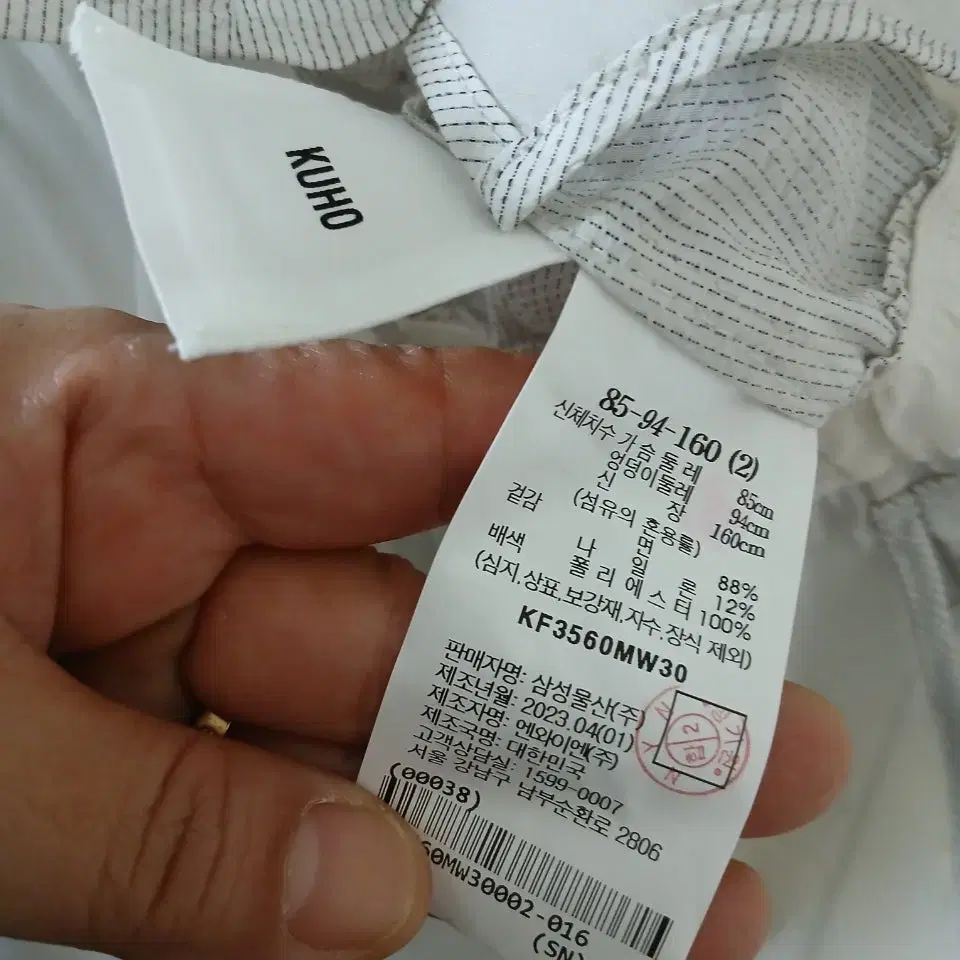 KUHO
85-94-160 (2)
신체치수 가슴둘레 85cm
엉덩이둘레 94cm
신 장 160cm
(섬유의 혼용률)
겉감 면 88%
나 일 론 12%
배색 폴리에스터 100%
(심지,상표,보강재,자수,장식 제외)
KF3560MW30
판매자명: 삼성물산(주)
제조년월: 2023.04(01)
제조자명: 엔와이엔(주)
제조국명: 대한민국
고객상담실: 1599-0007
서울 강남구 남부순환로 2806
(00038)
60MW30002-016
(SN)
N Y N
2
합